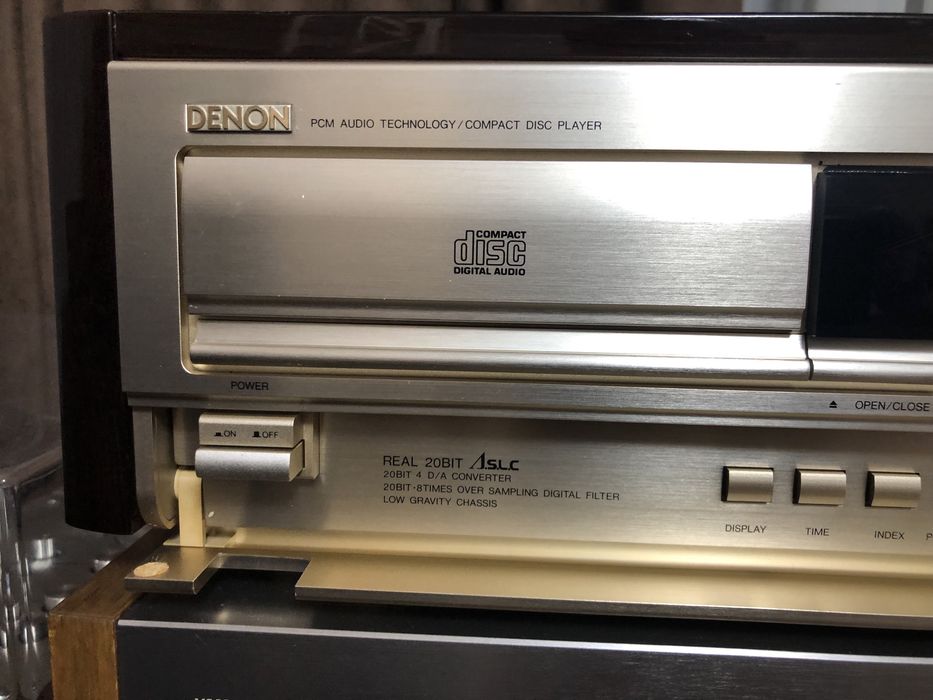 DENON
PCM AUDIO TECHNOLOGY/COMPACT DISC PLAYER
COMPACT
disc
DIGITAL AUDIO
POWER
OPEN/CLOSE
ON OFF
REAL 20BIT A.S.L.C
20BIT 4 D/A CONVERTER
20BIT·8TIMES OVER SAMPLING DIGITAL FILTER
LOW GRAVITY CHASSIS
DISPLAY TIME INDEX